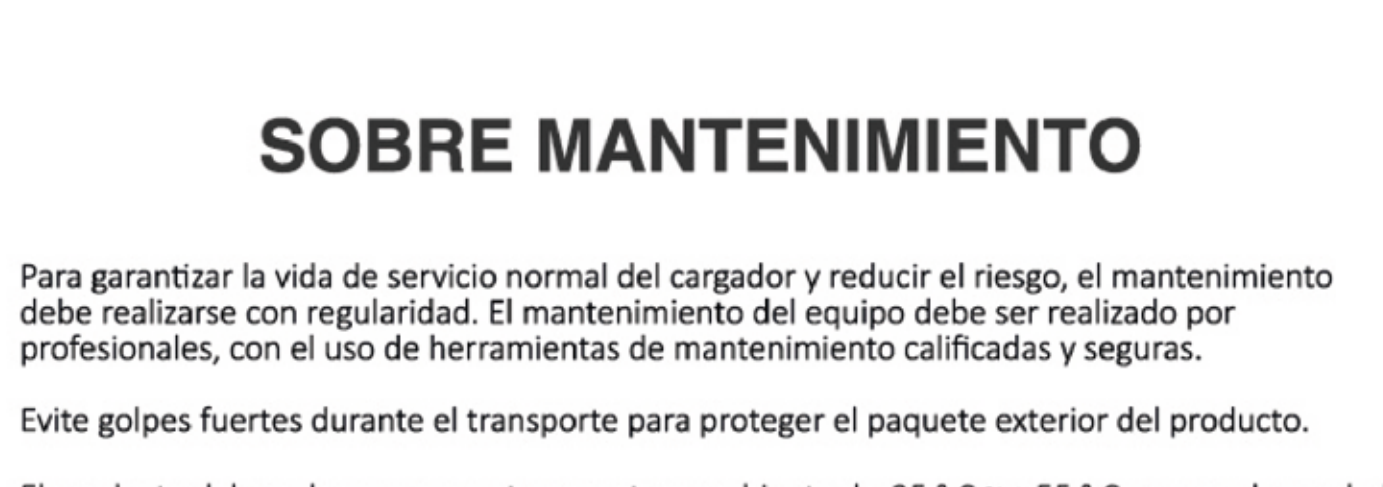 SOBRE MANTENIMIENTO
Para garantizar la vida de servicio normal del cargador y reducir el riesgo, el mantenimiento
debe realizarse con regularidad. El mantenimiento del equipo debe ser realizado por
profesionales, con el uso de herramientas de mantenimiento calificadas y seguras.
Evite golpes fuertes durante el transporte para proteger el paquete exterior del producto.